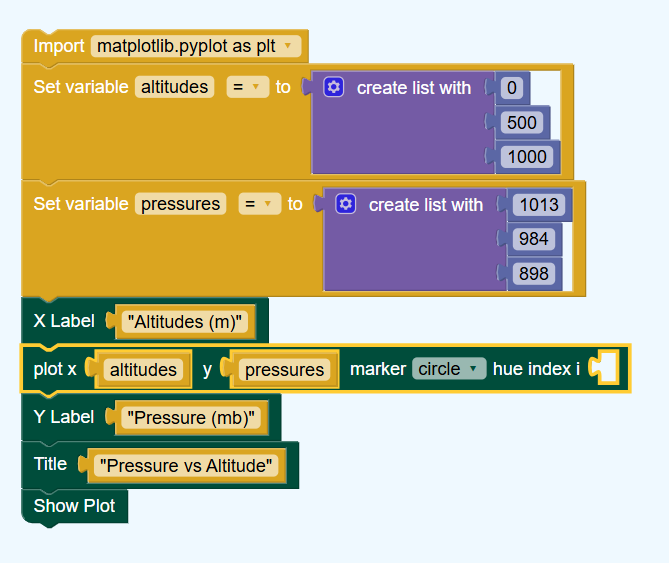 Import matplotlib.pyplot as plt
Set variable altitudes = to create list with 0
500
1000
Set variable pressures = to create list with 1013
984
898
X Label "Altitudes (m)"
plot x altitudes y pressures marker circle hue index i
Y Label "Pressure (mb)"
Title "Pressure vs Altitude"
Show Plot